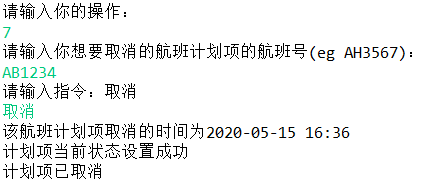 请输入你的操作：
7
请输入你想要取消的航班计划项的航班号(eg AH3567)：
AB1234
请输入指令：取消
取消
该航班计划项取消的时间为2020-05-15 16:36
计划项当前状态设置成功
计划项已取消